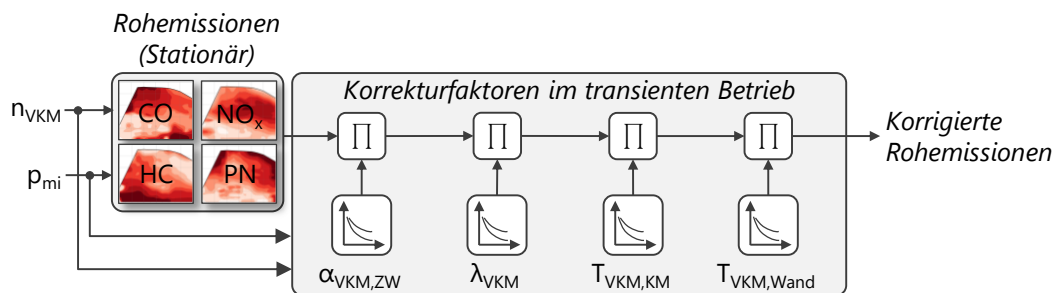 Rohemissionen
(Stationär)
n_VKM
p_mi
CO
NO_x
HC
PN
Korrekturfaktoren im transienten Betrieb
∏
∏
∏
∏
α_VKM,ZW
λ_VKM
T_VKM,KM
T_VKM,Wand
Korrigierte
Rohemissionen